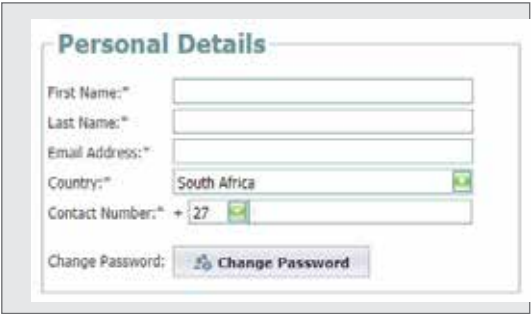 Personal Details
First Name:*
Last Name:*
Email Address:*
Country:* South Africa
Contact Number:* + 27
Change Password: Change Password